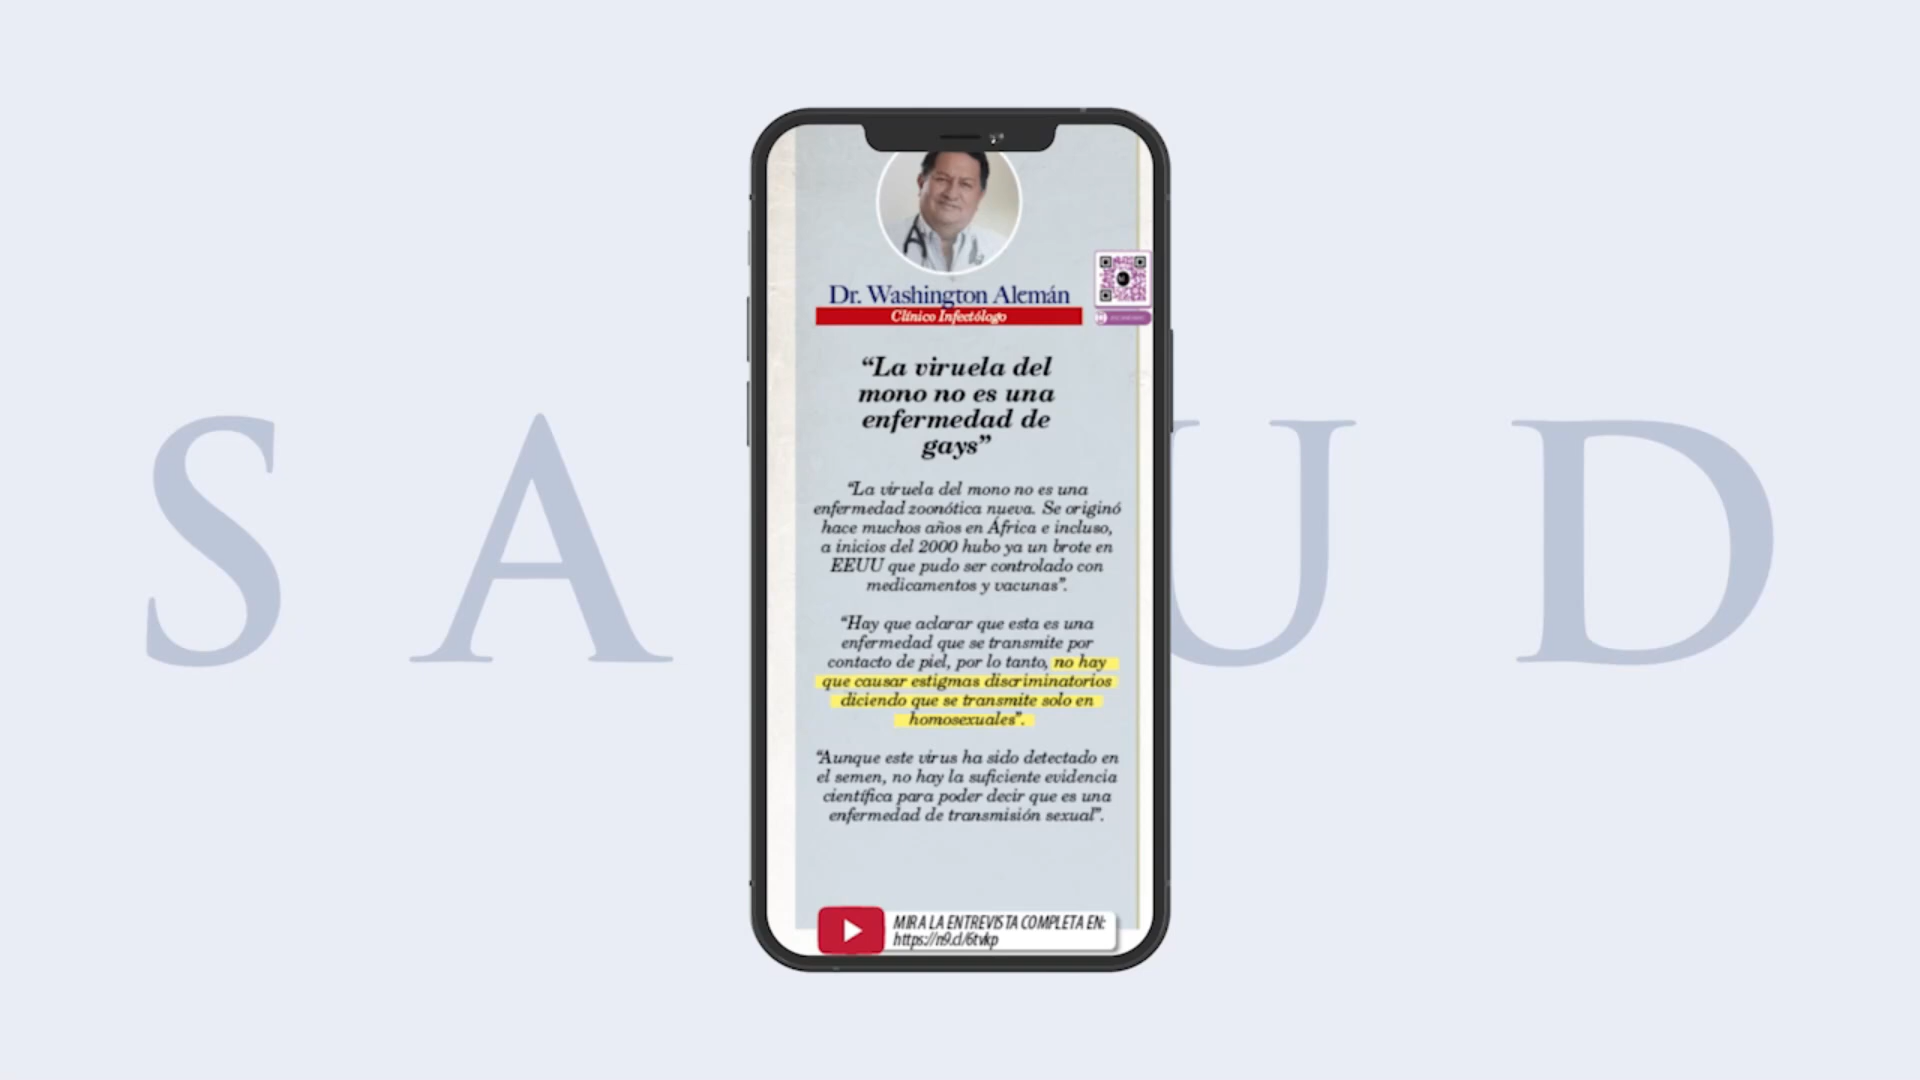 SAUD
Dr. Washington Alemán
Clínico Infectólogo
“La viruela del
mono no es una
enfermedad de
gays”
“La viruela del mono no es una
enfermedad zoonótica nueva. Se originó
hace muchos años en África e incluso,
a inicios del 2000 hubo ya un brote en
EEUU que pudo ser controlado con
medicamentos y vacunas”.
“Hay que aclarar que esta es una
enfermedad que se transmite por
contacto de piel, por lo tanto, no hay
que causar estigmas discriminatorios
diciendo que se transmite solo en
homosexuales”.
“Aunque este virus ha sido detectado en
el semen, no hay la suficiente evidencia
científica para poder decir que es una
enfermedad de transmisión sexual”.
MIRA LA ENTREVISTA COMPLETA EN:
https://n9.cl/6tvkp